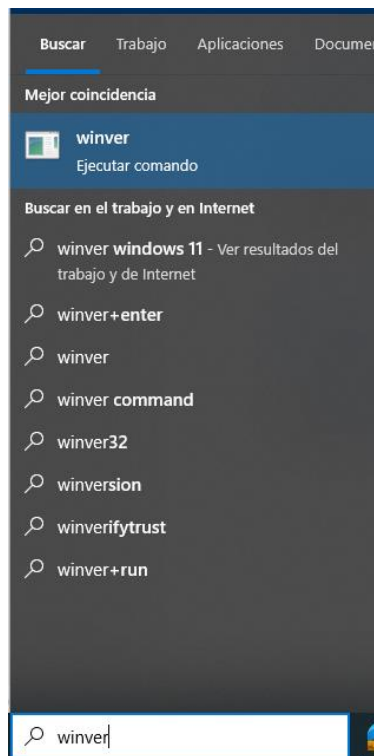 Buscar Trabajo Aplicaciones Documen
Mejor coincidencia
winver
Ejecutar comando
Buscar en el trabajo y en Internet
winver windows 11 - Ver resultados del
trabajo y de Internet
winver+enter
winver
winver command
winver32
winversion
winverifytrust
winver+run
winver